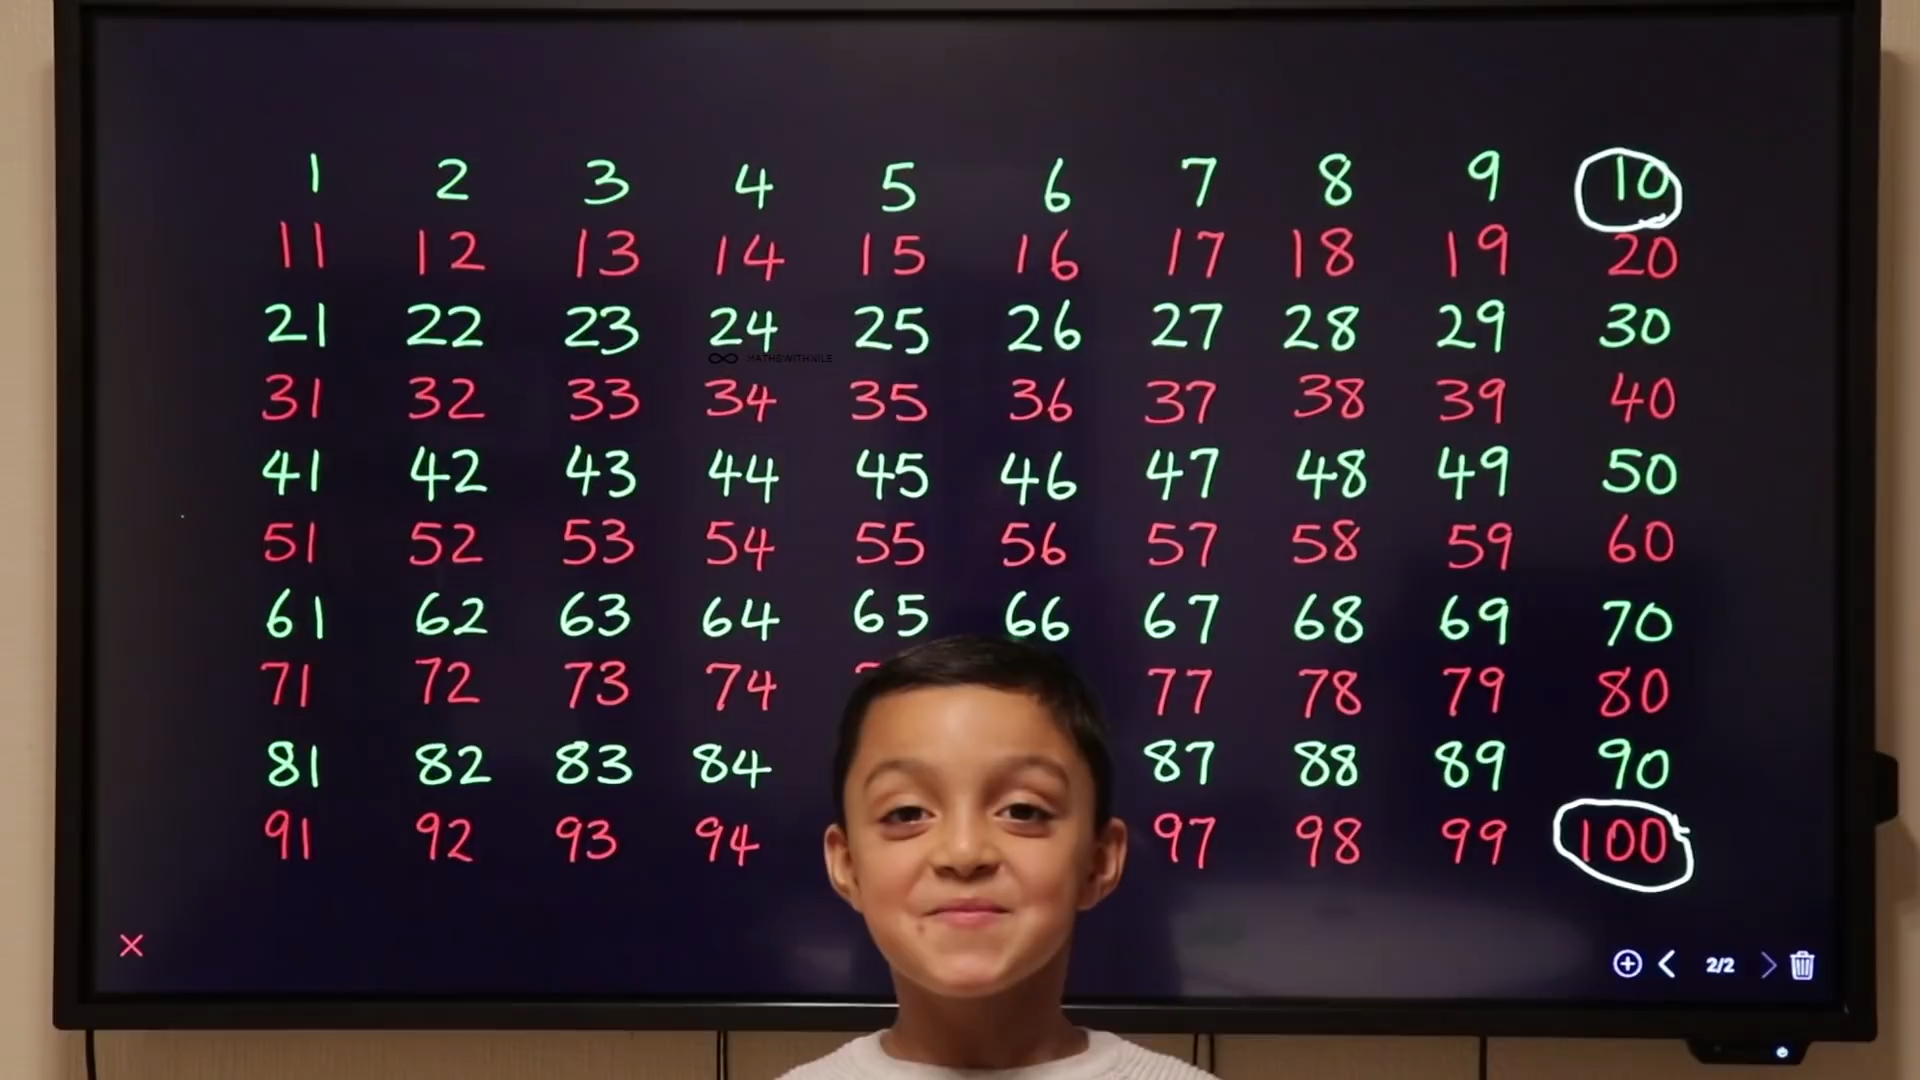 1 2 3 4 5 6 7 8 9 10
11 12 13 14 15 16 17 18 19 20
21 22 23 24 25 26 27 28 29 30
MATHSWITHNILE
31 32 33 34 35 36 37 38 39 40
41 42 43 44 45 46 47 48 49 50
51 52 53 54 55 56 57 58 59 60
61 62 63 64 65 66 67 68 69 70
71 72 73 74 77 78 79 80
81 82 83 84 87 88 89 90
91 92 93 94 97 98 99 100
2/2